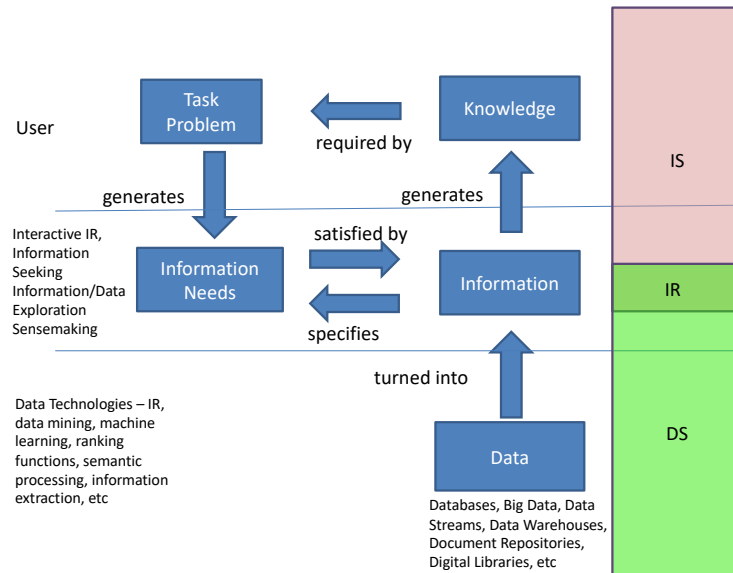 Task
Problem
Knowledge
User
required by
IS
generates
generates
Interactive IR,
Information
Seeking
Information/Data
Exploration
Sensemaking
satisfied by
Information
Needs
Information
IR
specifies
turned into
Data Technologies – IR,
data mining, machine
learning, ranking
functions, semantic
processing, information
extraction, etc
DS
Data
Databases, Big Data, Data
Streams, Data Warehouses,
Document Repositories,
Digital Libraries, etc